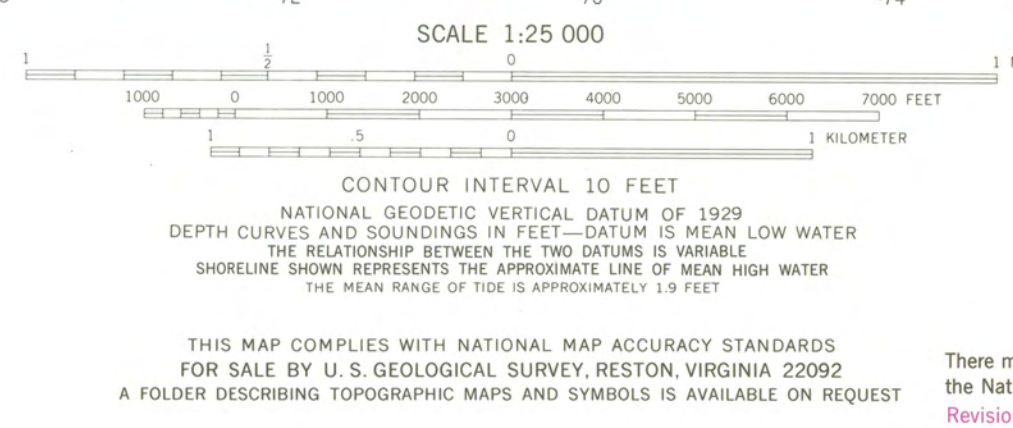 SCALE 1:25 000
1 1/2 0 1
1000 0 1000 2000 3000 4000 5000 6000 7000 FEET
1 .5 0 1 KILOMETER
CONTOUR INTERVAL 10 FEET
NATIONAL GEODETIC VERTICAL DATUM OF 1929
DEPTH CURVES AND SOUNDINGS IN FEET—DATUM IS MEAN LOW WATER
THE RELATIONSHIP BETWEEN THE TWO DATUMS IS VARIABLE
SHORELINE SHOWN REPRESENTS THE APPROXIMATE LINE OF MEAN HIGH WATER
THE MEAN RANGE OF TIDE IS APPROXIMATELY 1.9 FEET
THIS MAP COMPLIES WITH NATIONAL MAP ACCURACY STANDARDS
FOR SALE BY U. S. GEOLOGICAL SURVEY, RESTON, VIRGINIA 22092
A FOLDER DESCRIBING TOPOGRAPHIC MAPS AND SYMBOLS IS AVAILABLE ON REQUEST
There m
the Nat
Revisio